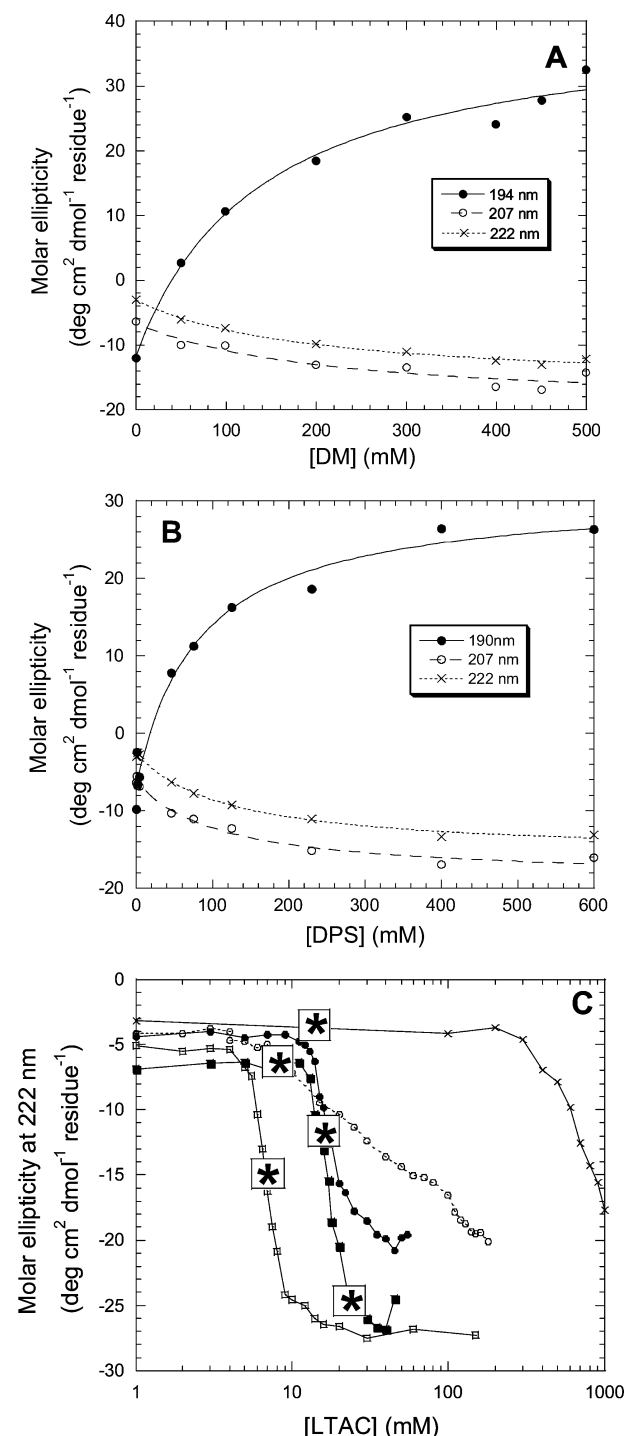 40
30
20
10
0
-10
-20
Molar ellipticity
(deg cm² dmol⁻¹ residue⁻¹)
A
194 nm
207 nm
222 nm
0 100 200 300 400 500
[DM] (mM)
30
20
10
0
-10
-20
Molar ellipticity
(deg cm² dmol⁻¹ residue⁻¹)
B
190nm
207 nm
222 nm
0 100 200 300 400 500 600
[DPS] (mM)
0
-5
-10
-15
-20
-25
-30
Molar ellipticity at 222 nm
(deg cm² dmol⁻¹ residue⁻¹)
C
*
*
*
*
*
1 10 100 1000
[LTAC] (mM)